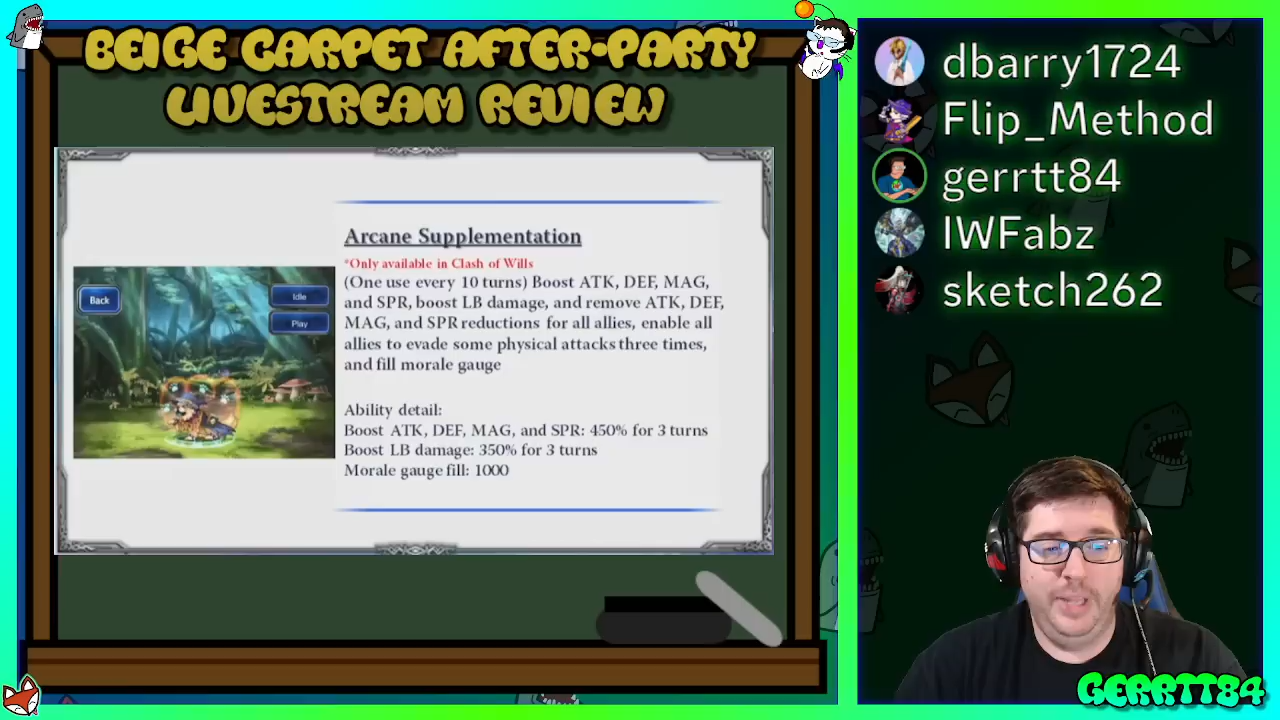 BEIGE CARPET AFTER-PARTY
LIVESTREAM REVIEW
Arcane Supplementation
*Only available in Clash of Wills
(One use every 10 turns) Boost ATK, DEF, MAG,
and SPR, boost LB damage, and remove ATK, DEF,
MAG, and SPR reductions for all allies, enable all
allies to evade some physical attacks three times,
and fill morale gauge
Ability detail:
Boost ATK, DEF, MAG, and SPR: 450% for 3 turns
Boost LB damage: 350% for 3 turns
Morale gauge fill: 1000
Back
Idle
Play
dbarry1724
Flip_Method
gerrtt84
IWFabz
sketch262
GERRTT84